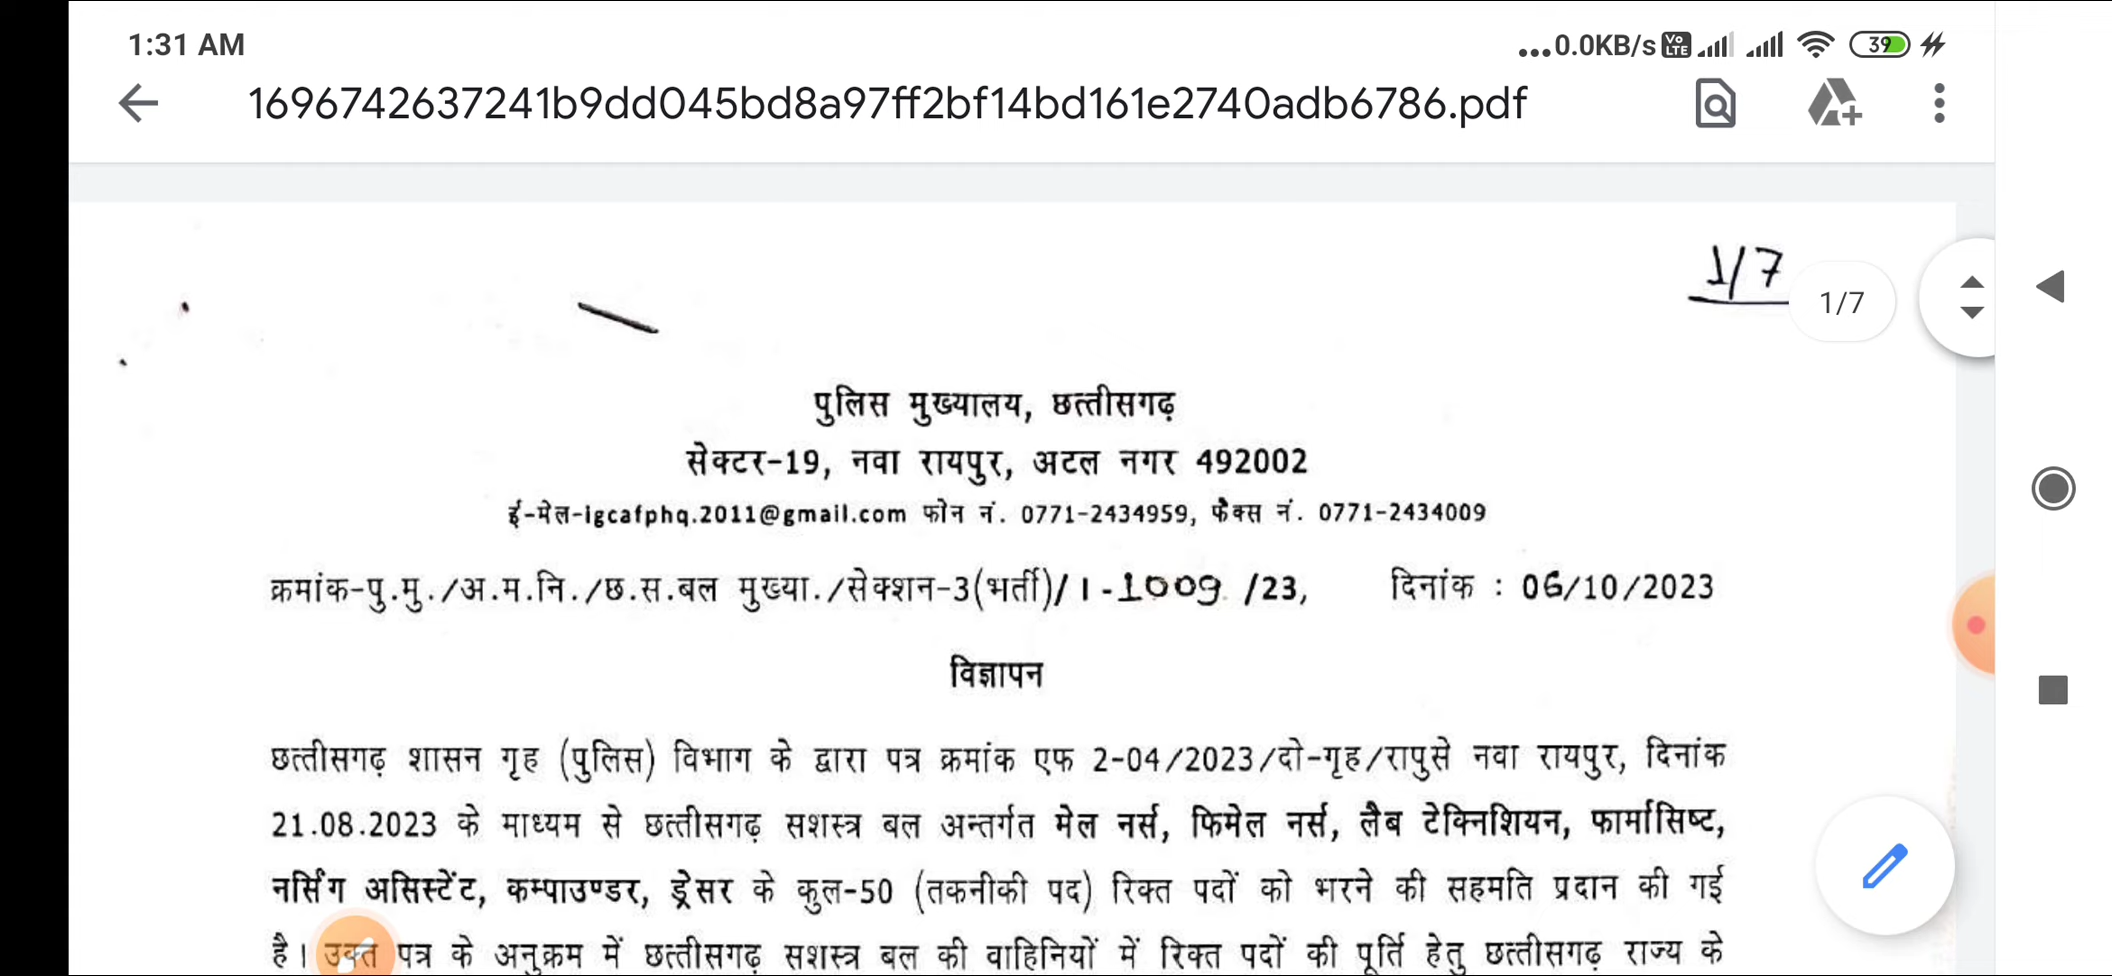 1:31 AM
...0.0KB/s Vo LTE 39
1696742637241b9dd045bd8a97ff2bf14bd161e2740adb6786.pdf
1/7
1/7
पुलिस मुख्यालय, छत्तीसगढ़
सेक्टर-19, नवा रायपुर, अटल नगर 492002
ई-मेल-igcafphq.2011@gmail.com फोन नं. 0771-2434959, फैक्स नं. 0771-2434009
क्रमांक-पु.मु./अ.म.नि./छ.स.बल मुख्या./सेक्शन-3(भर्ती)/ I -1009 /23, दिनांक : 06/10/2023
विज्ञापन
छत्तीसगढ़ शासन गृह (पुलिस) विभाग के द्वारा पत्र क्रमांक एफ 2-04/2023/दो-गृह/रापुसे नवा रायपुर, दिनांक
21.08.2023 के माध्यम से छत्तीसगढ़ सशस्त्र बल अन्तर्गत मेल नर्स, फिमेल नर्स, लैब टेक्निशियन, फार्मासिष्ट,
नर्सिंग असिस्टेंट, कम्पाउण्डर, ड्रेसर के कुल-50 (तकनीकी पद) रिक्त पदों को भरने की सहमति प्रदान की गई
है। उक्त पत्र के अनुक्रम में छत्तीसगढ़ सशस्त्र बल की वाहिनियों में रिक्त पदों की पूर्ति हेतु छत्तीसगढ़ राज्य के